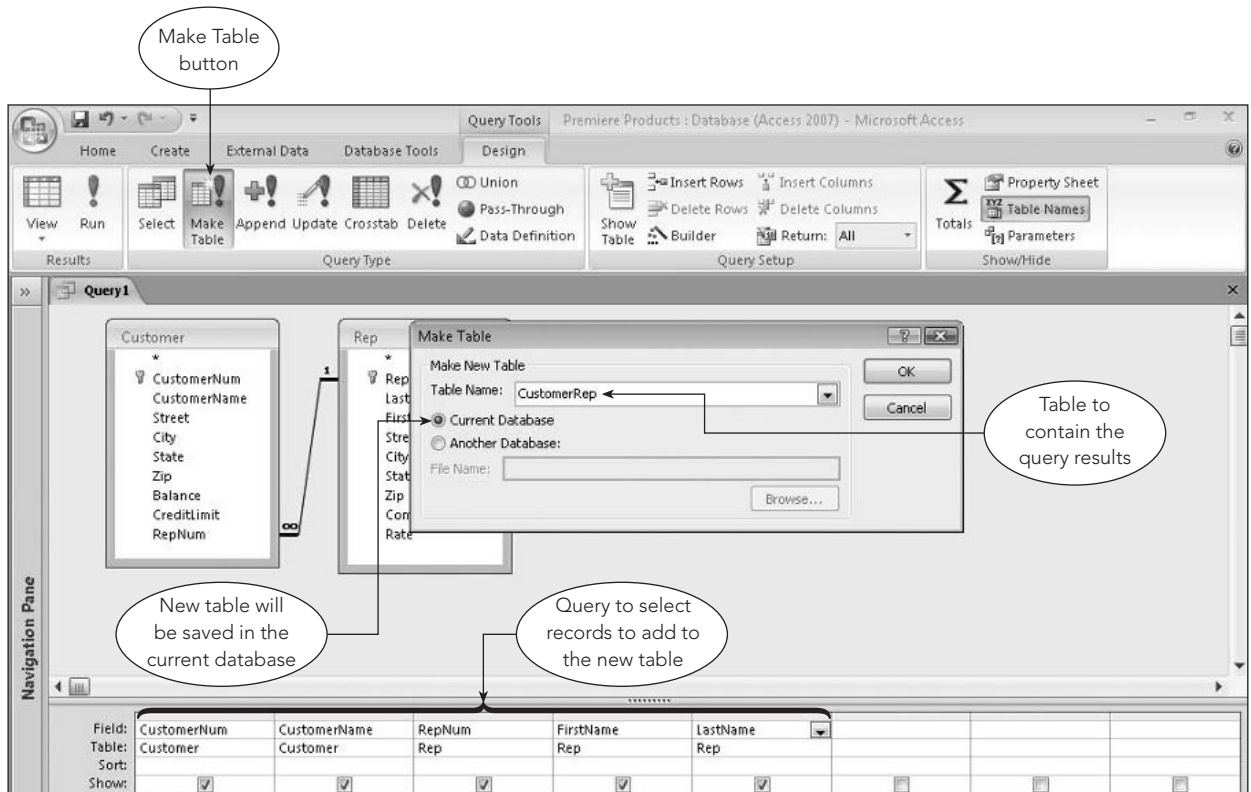 Make Table
button
Query Tools
Premiere Products : Database (Access 2007) - Microsoft Access
Home Create External Data Database Tools Design
View
Run
Select
Make
Table
Append
Update
Crosstab
Delete
Union
Pass-Through
Data Definition
Show
Table
Insert Rows
Delete Rows
Builder
Insert Columns
Delete Columns
Return: All
Σ
Totals
Property Sheet
XYZ
Table Names
[?] Parameters
Results
Query Type
Query Setup
Show/Hide
» Query1
Navigation Pane
Customer
*
CustomerNum
CustomerName
Street
City
State
Zip
Balance
CreditLimit
RepNum
1
∞
Rep
*
Rep
Last
First
Stre
City
Stat
Zip
Com
Rate
Make Table
Make New Table
Table Name: CustomerRep
Current Database
Another Database:
File Name:
Browse...
OK
Cancel
Table to
contain the
query results
New table will
be saved in the
current database
Query to select
records to add to
the new table
Field: CustomerNum CustomerName RepNum FirstName LastName
Table: Customer Customer Rep Rep Rep
Sort:
Show: